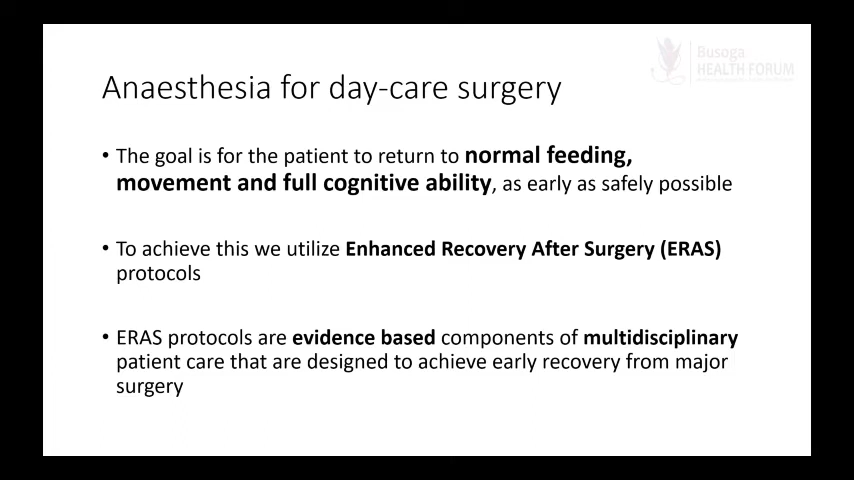 Busoga
HEALTH FORUM
Anaesthesia for day-care surgery
• The goal is for the patient to return to normal feeding,
movement and full cognitive ability, as early as safely possible
• To achieve this we utilize Enhanced Recovery After Surgery (ERAS)
protocols
• ERAS protocols are evidence based components of multidisciplinary
patient care that are designed to achieve early recovery from major
surgery